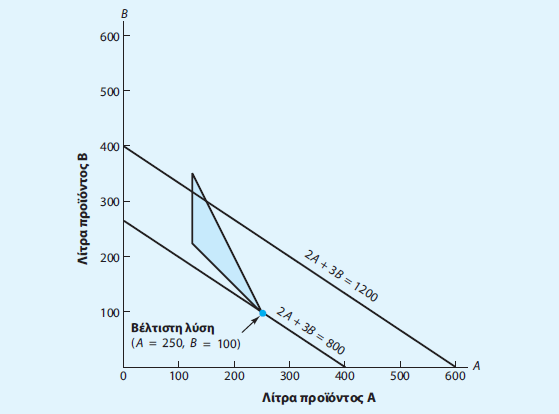 B
600
500
400
300
200
100
Λίτρα προϊόντος B
2A + 3B = 1200
2A + 3B = 800
Βέλτιστη λύση
(A = 250, B = 100)
0 100 200 300 400 500 600 A
Λίτρα προϊόντος A